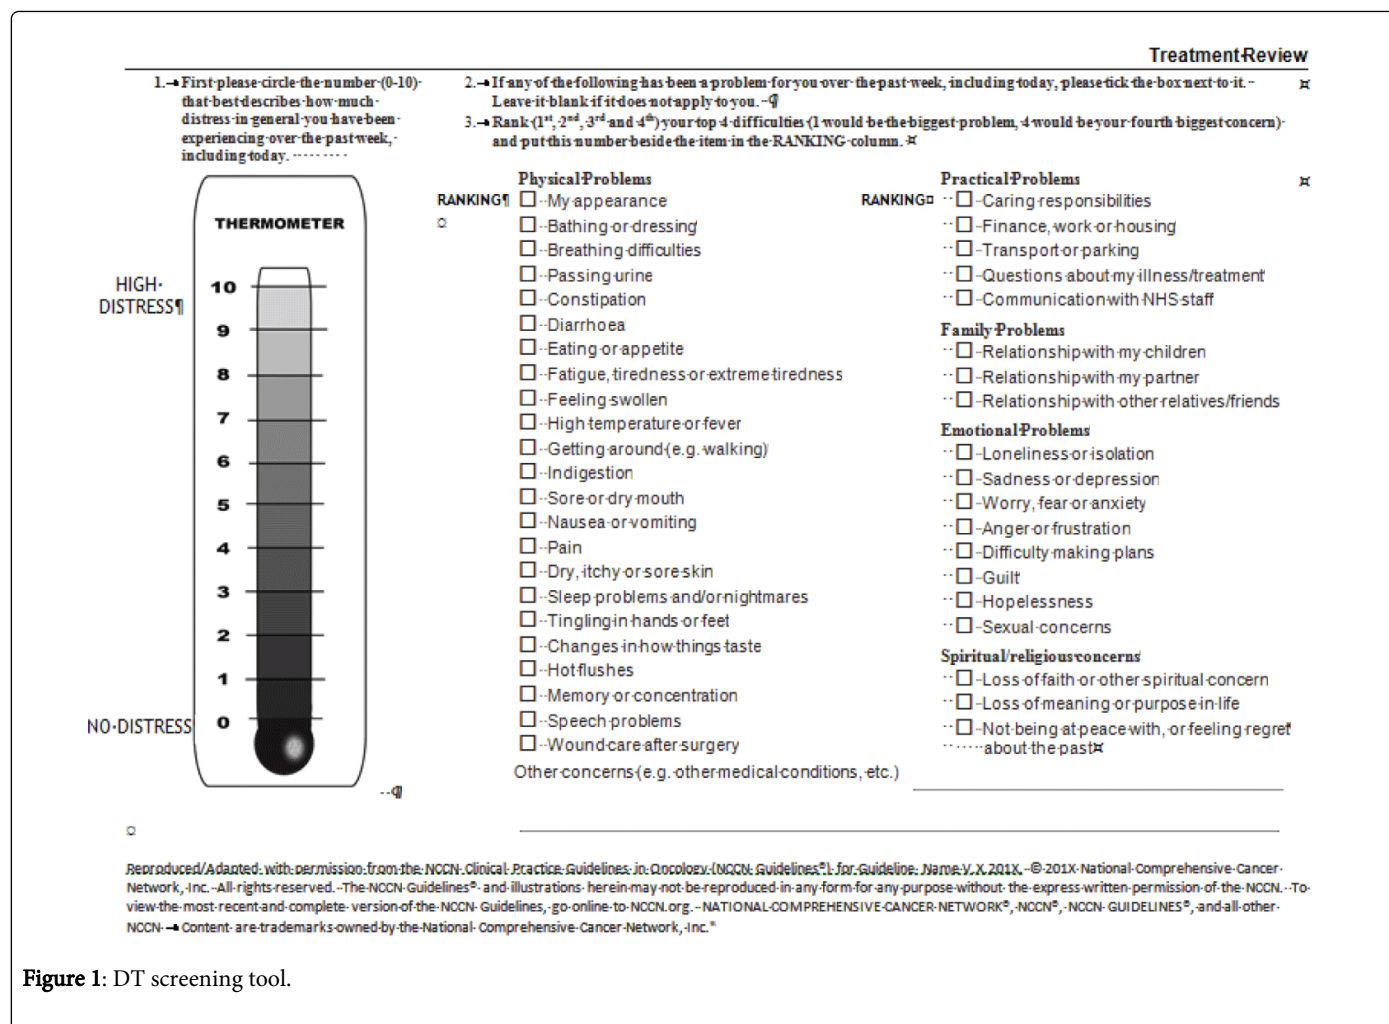 Treatment Review
1. First please circle the number (0-10)
that best describes how much
distress in general you have been
experiencing over the past week,
including today.
2. If any of the following has been a problem for you over the past week, including today, please tick the box next to it.
Leave it blank if it does not apply to you.
3. Rank (1st, 2nd, 3rd and 4th) your top 4 difficulties (1 would be the biggest problem, 4 would be your fourth biggest concern)
and put this number beside the item in the RANKING column.
THERMOMETER
HIGH
DISTRESS
10
9
8
7
6
5
4
3
2
1
0
NO DISTRESS
RANKING
Physical Problems
My appearance
Bathing or dressing
Breathing difficulties
Passing urine
Constipation
Diarrhoea
Eating or appetite
Fatigue, tiredness or extreme tiredness
Feeling swollen
High temperature or fever
Getting around (e.g. walking)
Indigestion
Sore or dry mouth
Nausea or vomiting
Pain
Dry, itchy or sore skin
Sleep problems and/or nightmares
Tingling in hands or feet
Changes in how things taste
Hot flushes
Memory or concentration
Speech problems
Wound care after surgery
Other concerns (e.g. other medical conditions, etc.)
RANKING
Practical Problems
Caring responsibilities
Finance, work or housing
Transport or parking
Questions about my illness/treatment
Communication with NHS staff
Family Problems
Relationship with my children
Relationship with my partner
Relationship with other relatives/friends
Emotional Problems
Loneliness or isolation
Sadness or depression
Worry, fear or anxiety
Anger or frustration
Difficulty making plans
Guilt
Hopelessness
Sexual concerns
Spiritual/religious concerns
Loss of faith or other spiritual concern
Loss of meaning or purpose in life
Not being at peace with, or feeling regret
about the past
Reproduced/Adapted with permission from the NCCN Clinical Practice Guidelines in Oncology (NCCN Guidelines®) for Guideline Name V.X.201X. © 201X National Comprehensive Cancer
Network, Inc. All rights reserved. The NCCN Guidelines® and illustrations herein may not be reproduced in any form for any purpose without the express written permission of the NCCN. To
view the most recent and complete version of the NCCN Guidelines, go online to NCCN.org. NATIONAL COMPREHENSIVE CANCER NETWORK®, NCCN®, NCCN GUIDELINES®, and all other
NCCN Content are trademarks owned by the National Comprehensive Cancer Network, Inc."
Figure 1: DT screening tool.